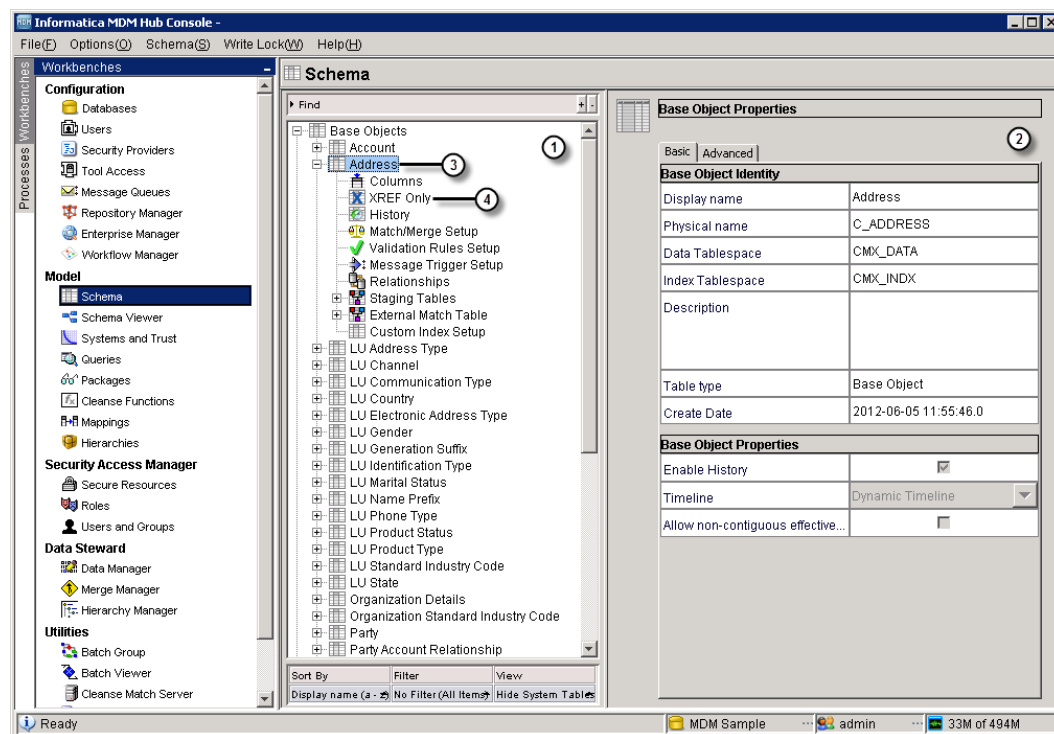 Informatica MDM Hub Console -
File(F) Options(O) Schema(S) Write Lock(W) Help(H)
Workbenches
Processes
Workbenches
Configuration
Databases
Users
Security Providers
Tool Access
Message Queues
Repository Manager
Enterprise Manager
Workflow Manager
Model
Schema
Schema Viewer
Systems and Trust
Queries
Packages
Cleanse Functions
Mappings
Hierarchies
Security Access Manager
Secure Resources
Roles
Users and Groups
Data Steward
Data Manager
Merge Manager
Hierarchy Manager
Utilities
Batch Group
Batch Viewer
Cleanse Match Server
Schema
Find
Base Objects
1
Account
Address
3
Columns
XREF Only
4
History
Match/Merge Setup
Validation Rules Setup
Message Trigger Setup
Relationships
Staging Tables
External Match Table
Custom Index Setup
LU Address Type
LU Channel
LU Communication Type
LU Country
LU Electronic Address Type
LU Gender
LU Generation Suffix
LU Identification Type
LU Marital Status
LU Name Prefix
LU Phone Type
LU Product Status
LU Product Type
LU Standard Industry Code
LU State
Organization Details
Organization Standard Industry Code
Party
Party Account Relationship
Sort By Filter View
Display name (a - z) No Filter (All Items) Hide System Tables
Base Object Properties
2
Basic Advanced
Base Object Identity
Display name Address
Physical name C_ADDRESS
Data Tablespace CMX_DATA
Index Tablespace CMX_INDX
Description
Table type Base Object
Create Date 2012-06-05 11:55:46.0
Base Object Properties
Enable History
Timeline Dynamic Timeline
Allow non-contiguous effective...
Ready MDM Sample ... admin ... 33M of 494M